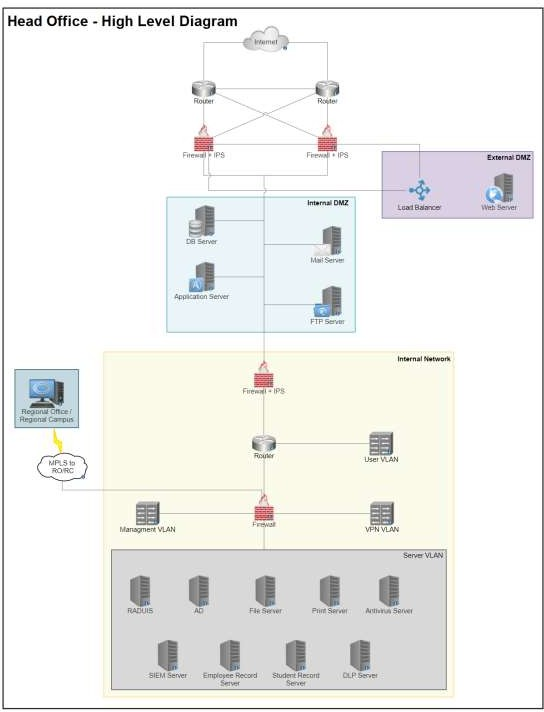 Head Office - High Level Diagram
Internet
Router
Router
Firewall + IPS
Firewall + IPS
External DMZ
Load Balancer
Web Server
Internal DMZ
DB Server
Mail Server
Application Server
FTP Server
Internal Network
Firewall + IPS
Regional Office /
Regional Campus
Router
User VLAN
MPLS to
RO/RC
Managment VLAN
Firewall
VPN VLAN
Server VLAN
RADUIS
AD
File Server
Print Server
Antivirus Server
SIEM Server
Employee Record
Server
Student Record
Server
DLP Server